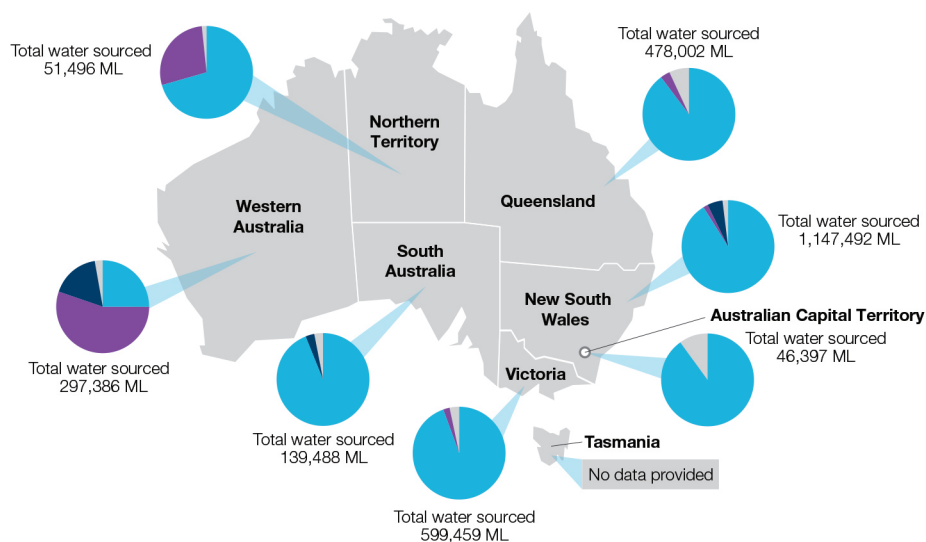 Total water sourced
51,496 ML
Total water sourced
478,002 ML
Northern
Territory
Western
Australia
Queensland
Total water sourced
1,147,492 ML
South
Australia
New South
Wales
Australian Capital Territory
Total water sourced
46,397 ML
Total water sourced
297,386 ML
Victoria
Total water sourced
139,488 ML
Tasmania
No data provided
Total water sourced
599,459 ML